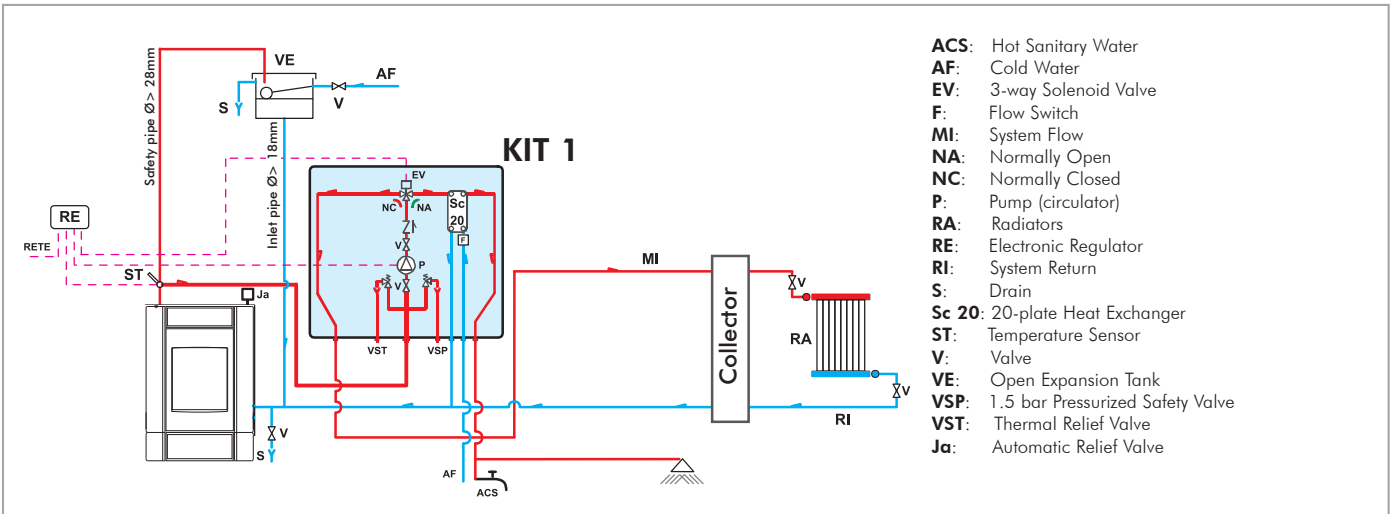 VE
AF
V
S
Safety pipe Ø> 28mm
Inlet pipe Ø> 18mm
KIT 1
EV
NC
NA
Sc
20
F
V
P
V
VST
VSP
RE
RETE
ST
Ja
MI
Collector
V
RA
V
RI
V
S
AF
ACS
ACS: Hot Sanitary Water
AF: Cold Water
EV: 3-way Solenoid Valve
F: Flow Switch
MI: System Flow
NA: Normally Open
NC: Normally Closed
P: Pump (circulator)
RA: Radiators
RE: Electronic Regulator
RI: System Return
S: Drain
Sc 20: 20-plate Heat Exchanger
ST: Temperature Sensor
V: Valve
VE: Open Expansion Tank
VSP: 1.5 bar Pressurized Safety Valve
VST: Thermal Relief Valve
Ja: Automatic Relief Valve